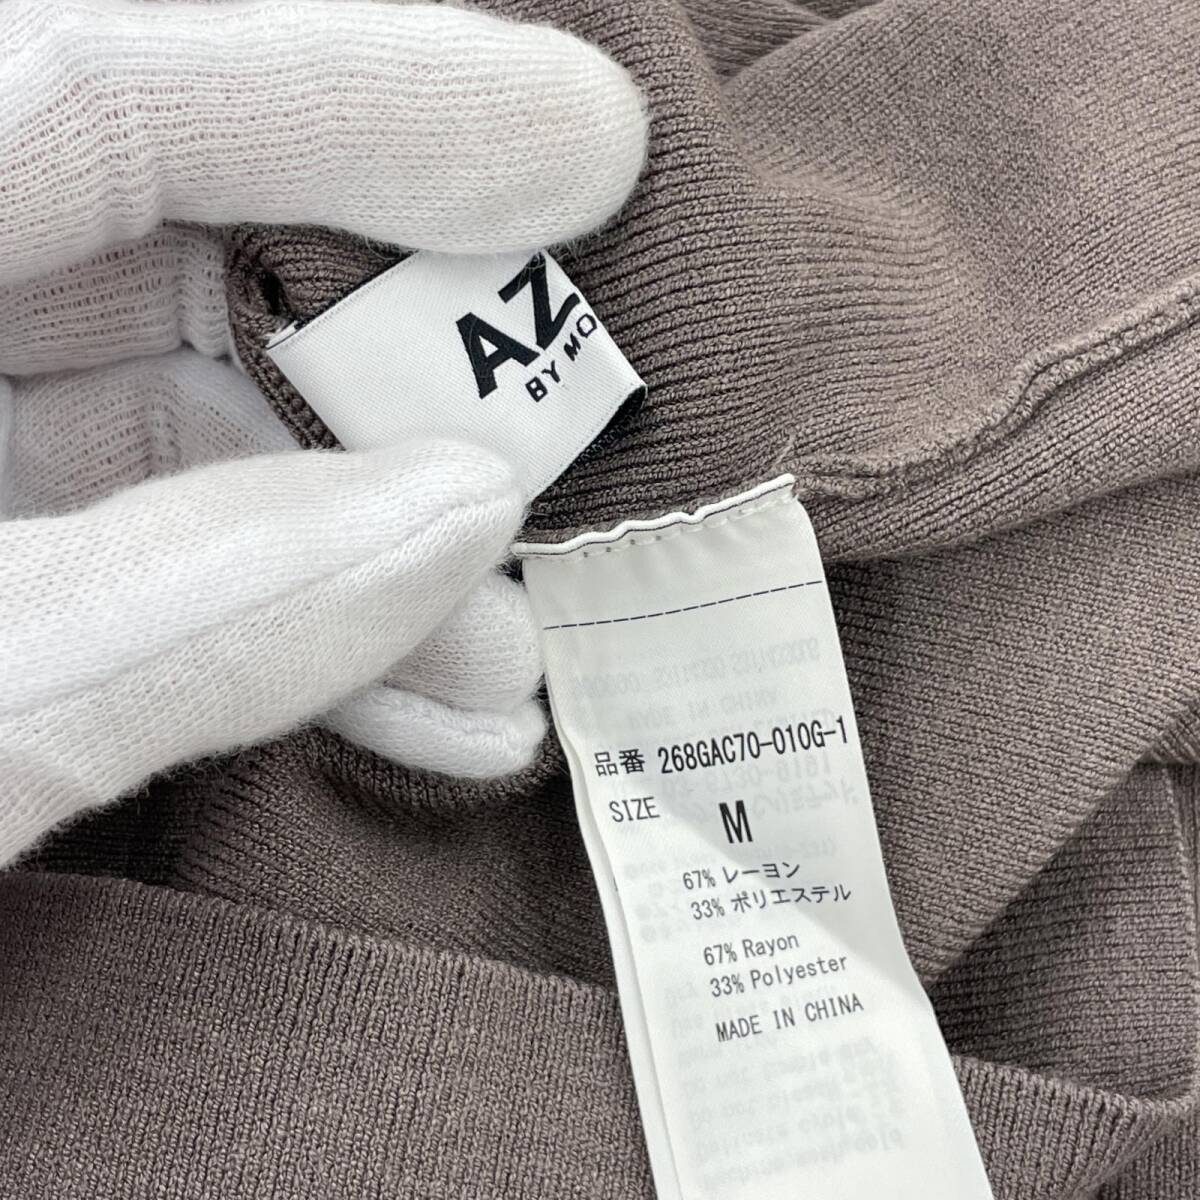 AZ
BY MO
品番 268GAC70-010G-1
SIZE M
67% レーヨン
33% ポリエステル
67% Rayon
33% Polyester
MADE IN CHINA